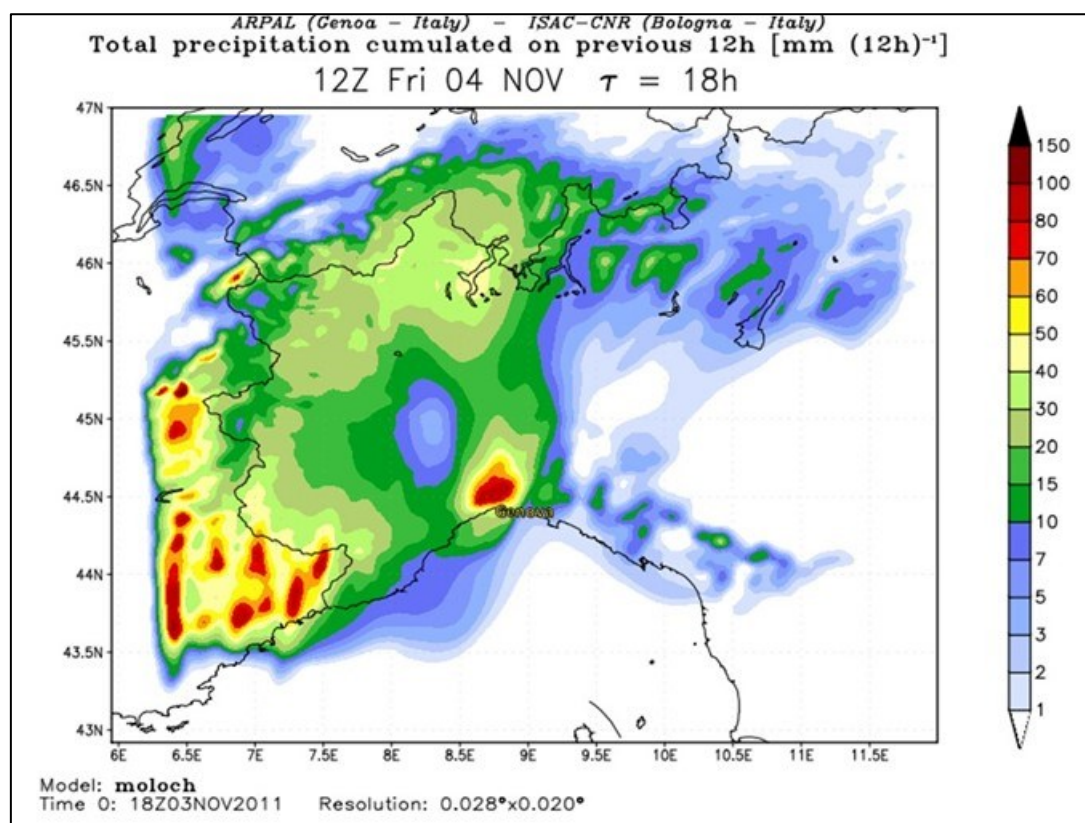 ARPAL (Genoa – Italy) – ISAC–CNR (Bologna – Italy)
Total precipitation cumulated on previous 12h [mm (12h)⁻¹]
12Z Fri 04 NOV τ = 18h
47N
46.5N
46N
45.5N
45N
44.5N
44N
43.5N
43N
Genova
6E 6.5E 7E 7.5E 8E 8.5E 9E 9.5E 10E 10.5E 11E 11.5E
150
100
80
70
60
50
40
30
20
15
10
7
5
3
2
1
Model: moloch
Time 0: 18Z03NOV2011 Resolution: 0.028°x0.020°